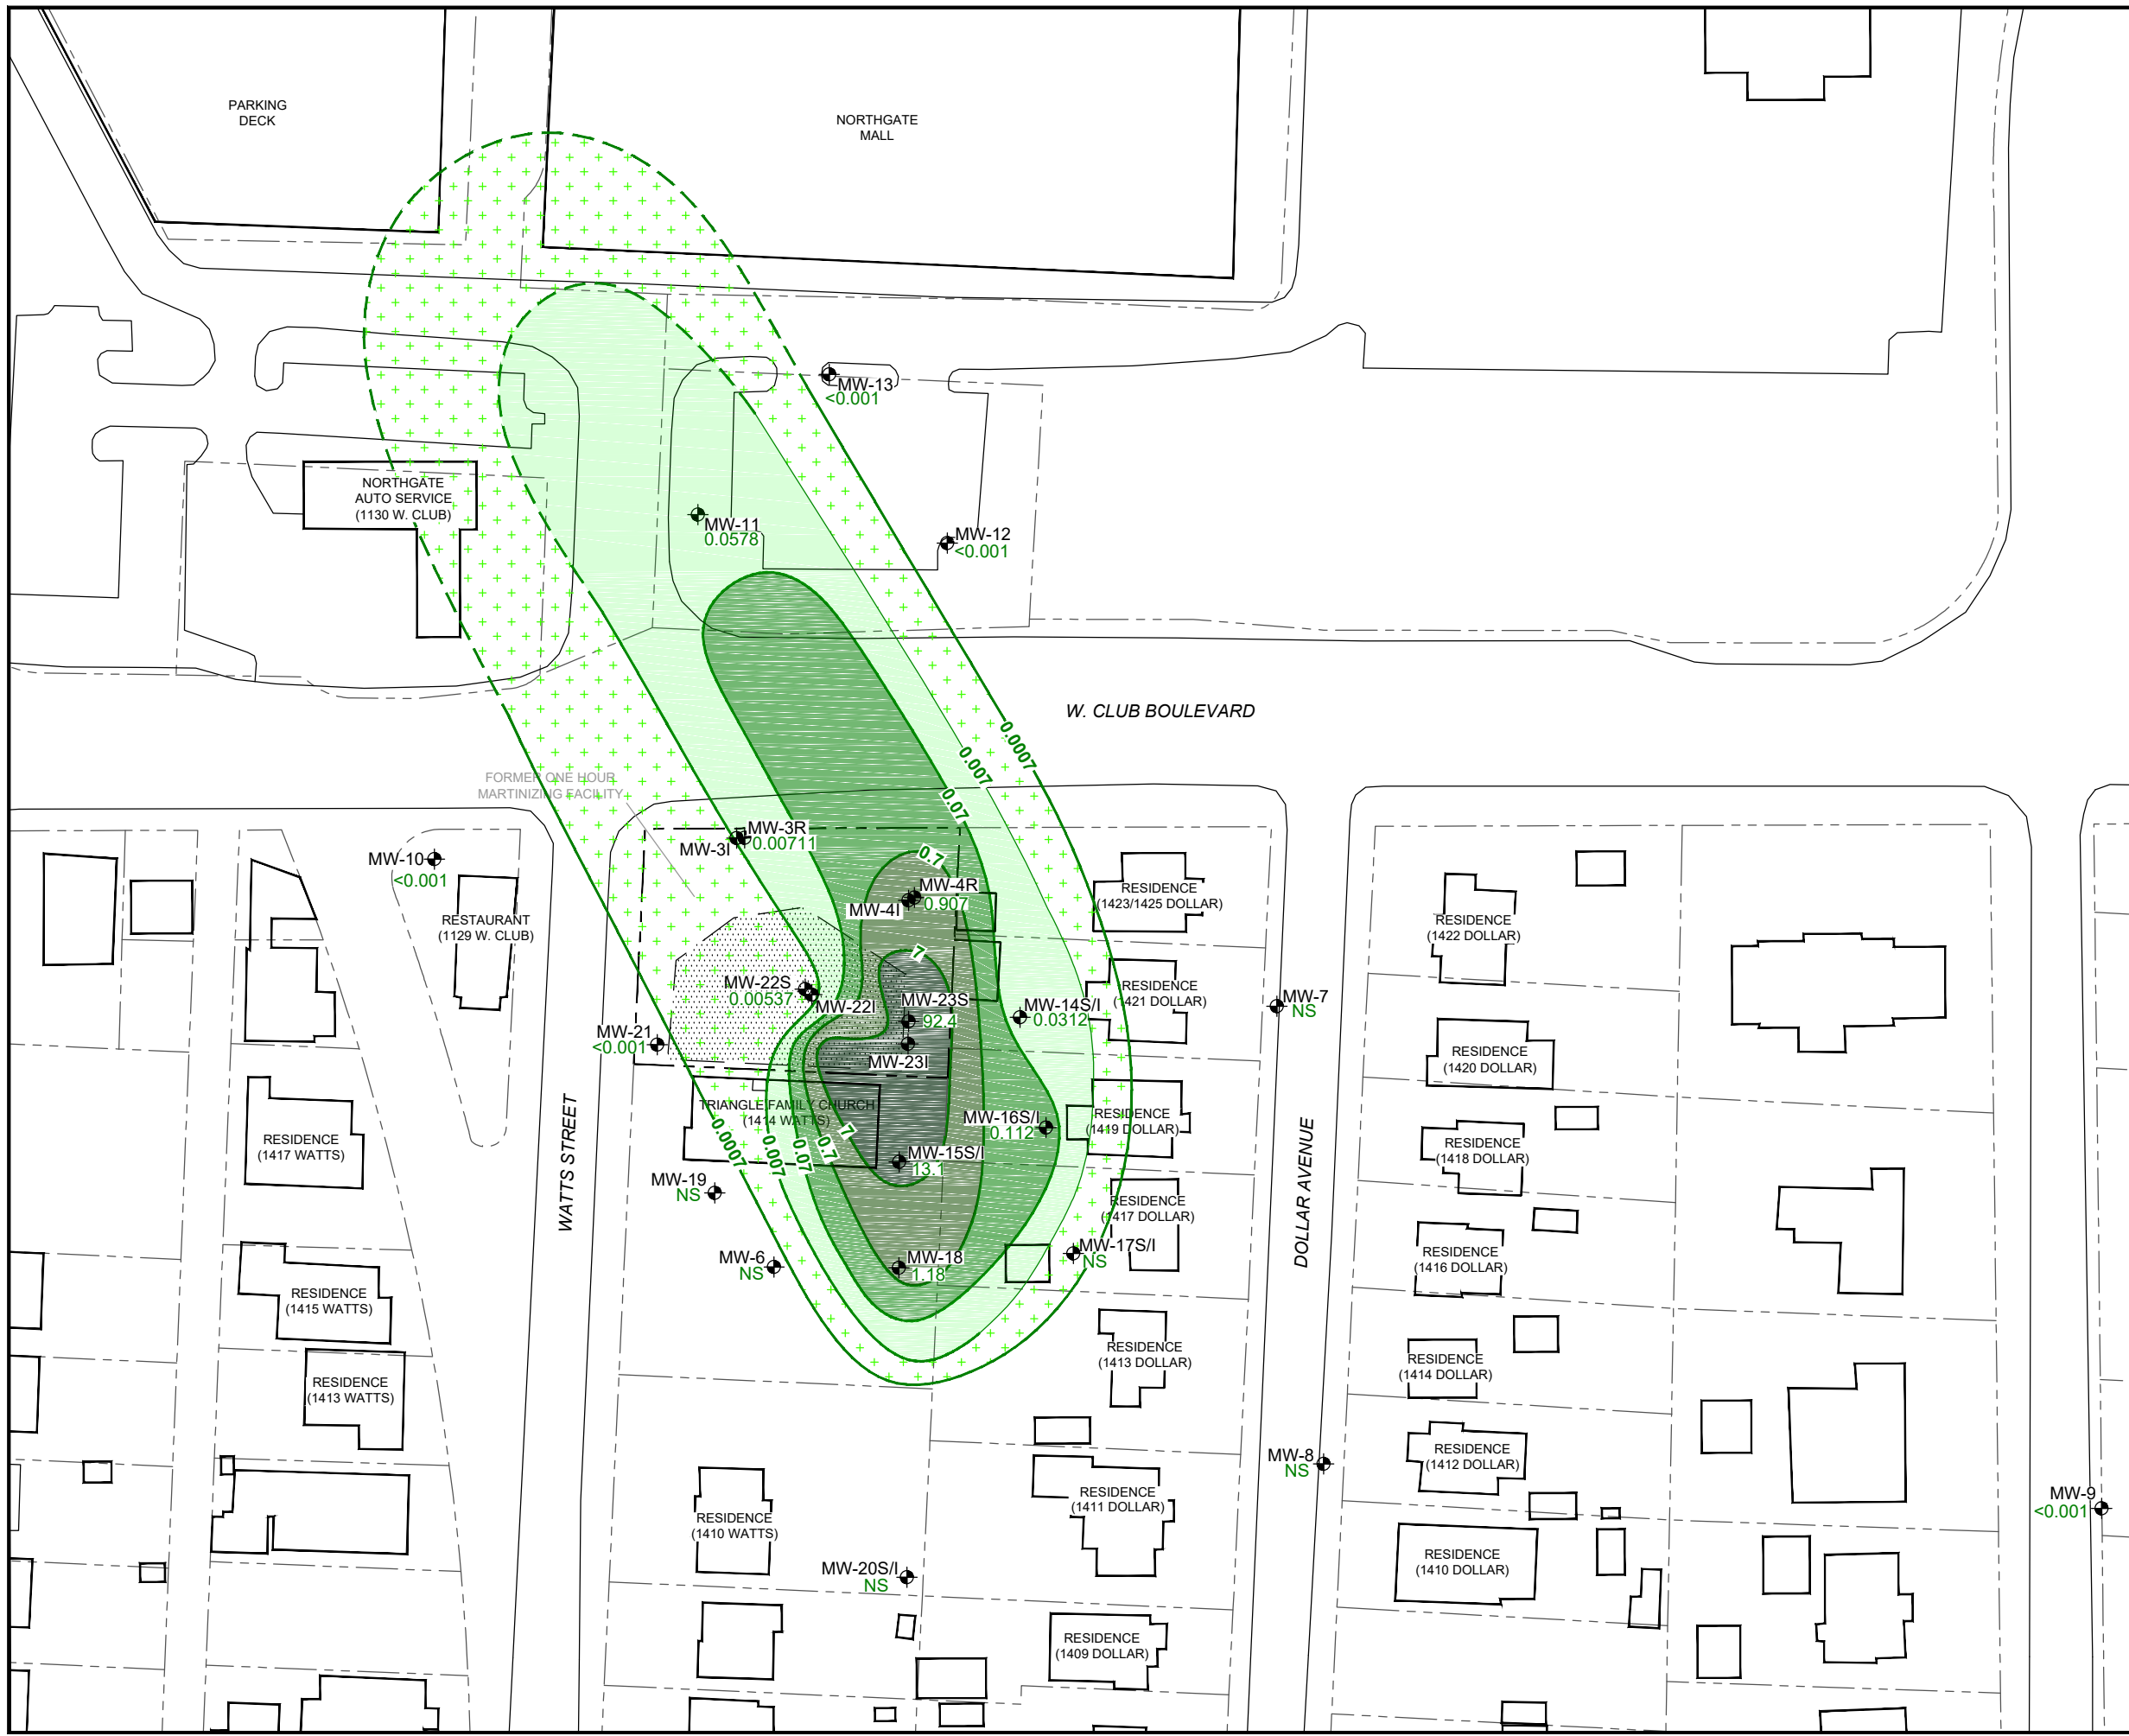 PARKING
DECK
NORTHGATE
MALL
MW-13
<0.001
NORTHGATE
AUTO SERVICE
(1130 W. CLUB)
MW-11
0.0578
MW-12
<0.001
W. CLUB BOULEVARD
0.0007
0.007
0.07
0.7
7
FORMER ONE HOUR
MARTINIZING FACILITY
MW-3R
0.00711
MW-3I
MW-10
<0.001
RESTAURANT
(1129 W. CLUB)
MW-4R
0.907
MW-4I
RESIDENCE
(1423/1425 DOLLAR)
RESIDENCE
(1422 DOLLAR)
MW-22S
0.00537
MW-22I
MW-23S
92.4
MW-23I
MW-14S/I
0.0312
RESIDENCE
(1421 DOLLAR)
MW-7
NS
MW-21
<0.001
RESIDENCE
(1420 DOLLAR)
TRIANGLE FAMILY CHURCH
(1414 WATTS)
MW-16S/I
0.112
RESIDENCE
(1419 DOLLAR)
RESIDENCE
(1417 WATTS)
WATTS STREET
DOLLAR AVENUE
RESIDENCE
(1418 DOLLAR)
0.0007
0.007
0.07
0.7
7
MW-15S/I
13.1
MW-19
NS
RESIDENCE
(1417 DOLLAR)
MW-6
NS
MW-18
1.18
MW-17S/I
NS
RESIDENCE
(1416 DOLLAR)
RESIDENCE
(1415 WATTS)
RESIDENCE
(1413 DOLLAR)
RESIDENCE
(1414 DOLLAR)
RESIDENCE
(1413 WATTS)
MW-8
NS
RESIDENCE
(1412 DOLLAR)
RESIDENCE
(1411 DOLLAR)
MW-9
<0.001
RESIDENCE
(1410 WATTS)
RESIDENCE
(1410 DOLLAR)
MW-20S/I
NS
RESIDENCE
(1409 DOLLAR)